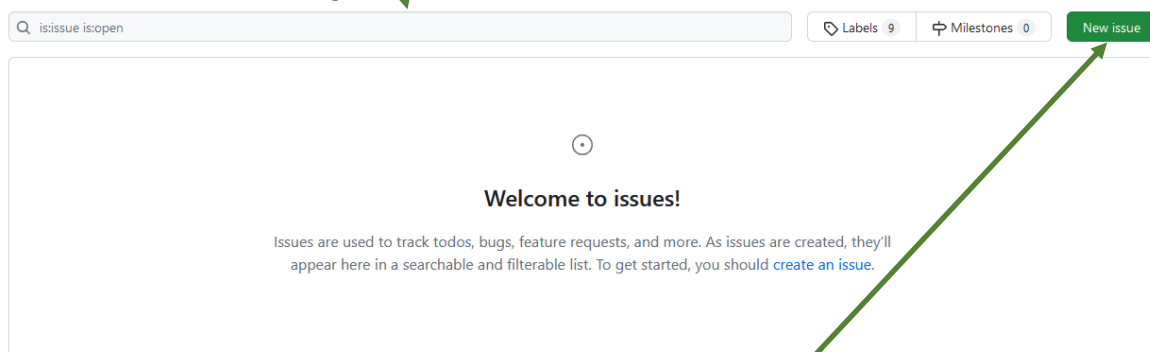 is:issue is:open
Labels 9
Milestones 0
New issue
Welcome to issues!
Issues are used to track todos, bugs, feature requests, and more. As issues are created, they'll
appear here in a searchable and filterable list. To get started, you should create an issue.